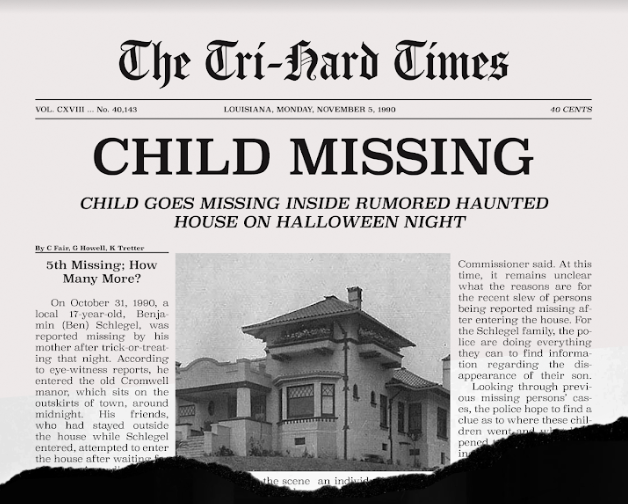 The Tri-Hard Times
VOL. CXVIII ... No. 40,143
LOUISIANA, MONDAY, NOVEMBER 5, 1990
40 CENTS
CHILD MISSING
CHILD GOES MISSING INSIDE RUMORED HAUNTED
HOUSE ON HALLOWEEN NIGHT
By C Fair, G Howell, K Trotter
5th Missing; How
Many More?
On October 31, 1990, a
local 17-year-old, Benja-
min (Ben) Schlegel, was
reported missing by his
mother after trick-or-treat-
ing that night. According
to eye-witness reports, he
entered the old Cromwell
manor, which sits on the
outskirts of town, around
midnight. His friends,
who had stayed outside
the house while Schlegel
entered, attempted to enter
the house after waiting
the scene an
Commissioner said. At this
time, it remains unclear
what the reasons are for
the recent slew of persons
being reported missing af-
ter entering the house. For
the Schlegel family, the po-
lice are doing everything
they can to find informa-
tion regarding the dis-
appearance of their son.
Looking through previ-
ous missing persons' cas-
es, the police hope to find a
clue as to where these chil-
dren went and
pened